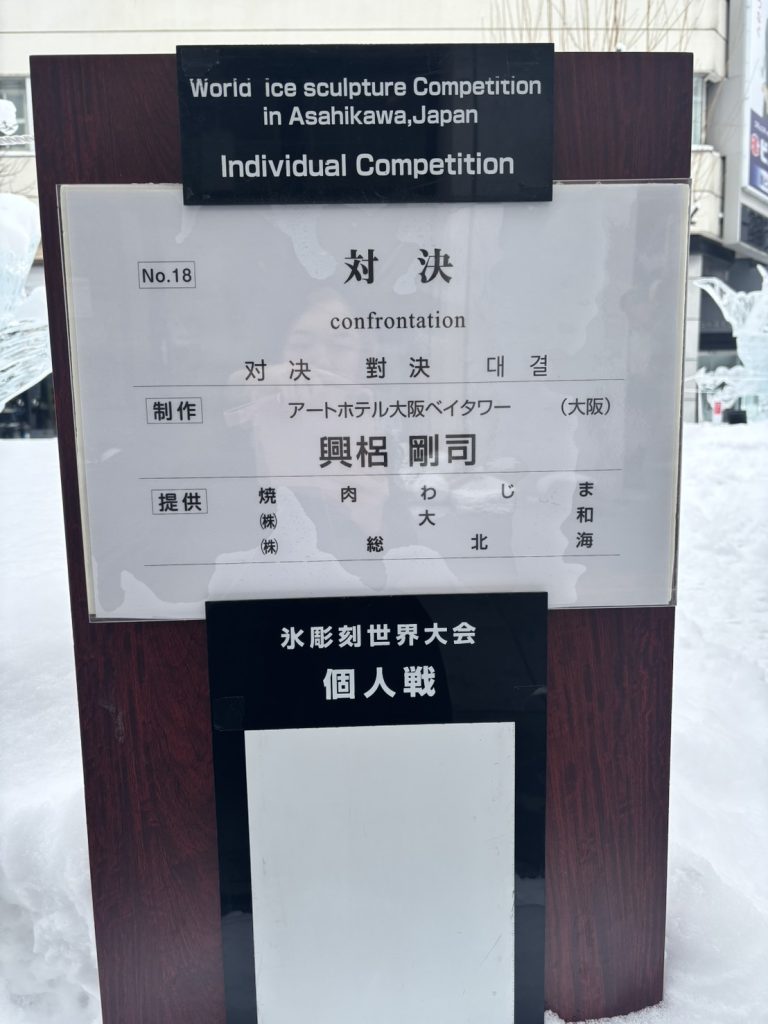 World ice sculpture Competition
in Asahikawa,Japan
Individual Competition
No.18 対決
confrontation
对决 對決 대결
制作 アートホテル大阪ベイタワー (大阪)
興梠 剛司
提供 焼肉わじま
㈱大和
㈱総北海
氷彫刻世界大会
個人戦